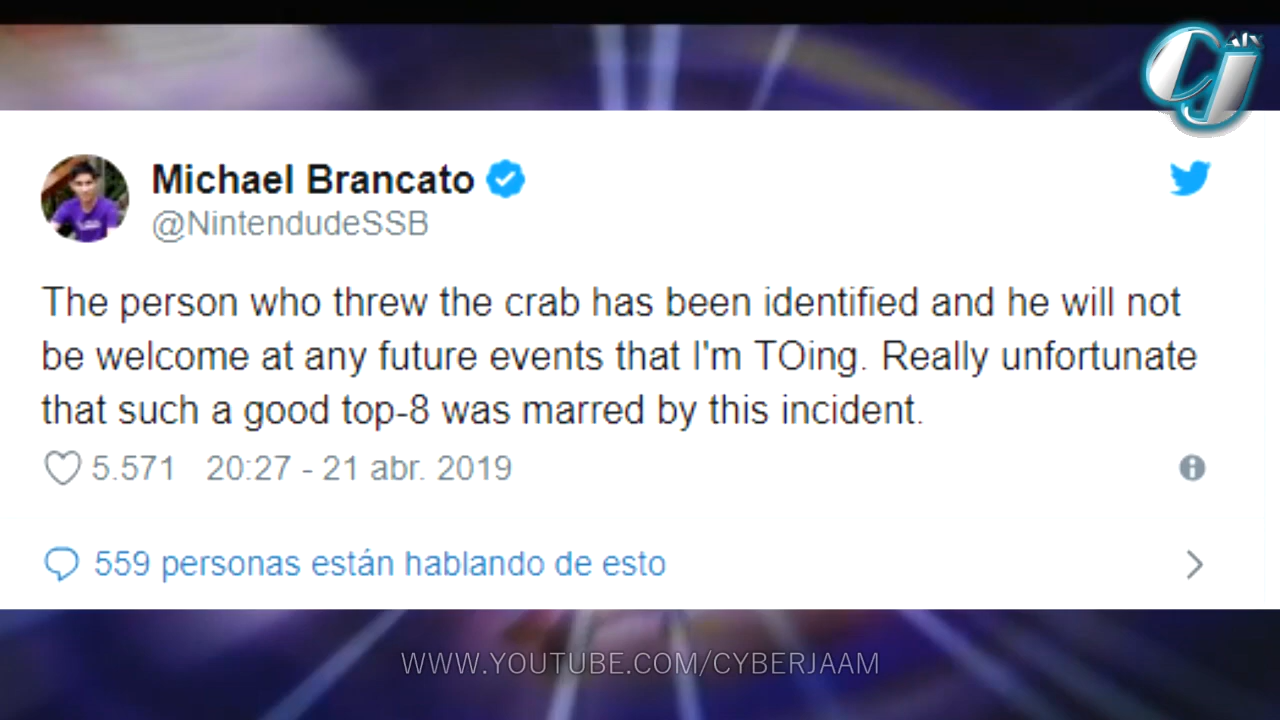 CJ
Aix
Michael Brancato
@NintendudeSSB
The person who threw the crab has been identified and he will not
be welcome at any future events that I'm TOing. Really unfortunate
that such a good top-8 was marred by this incident.
5.571 20:27 - 21 abr. 2019
559 personas están hablando de esto
WWW.YOUTUBE.COM/CYBERJAAM